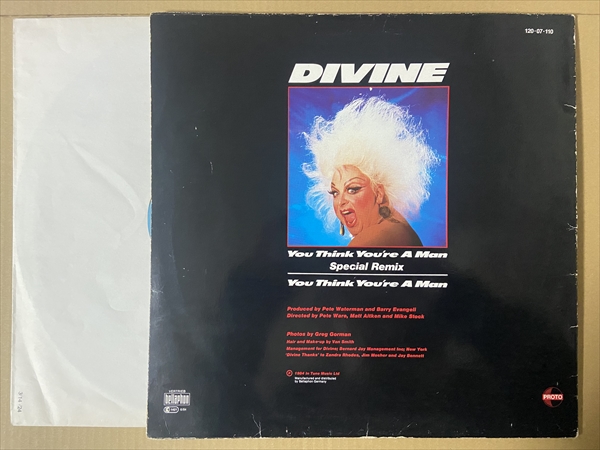 120·07·110
DIVINE
You Think You're A Man
Special Remix
You Think You're A Man
Produced by Pete Waterman and Barry Evangeli
Directed by Pete Ware, Matt Aitken and Mike Stock
Photos by Greg Gorman
Hair and Make-up by Van Smith
Management for Divine; Bernard Jay Management Inc; New York
'Divine Thanks' to Zandra Rhodes, Jim Mosher and Jay Bennett
℗ 1984 In Tune Music Ltd
Manufactured and distributed
by Bellaphon Germany
VERTRIEB
bellaphon
PROTO